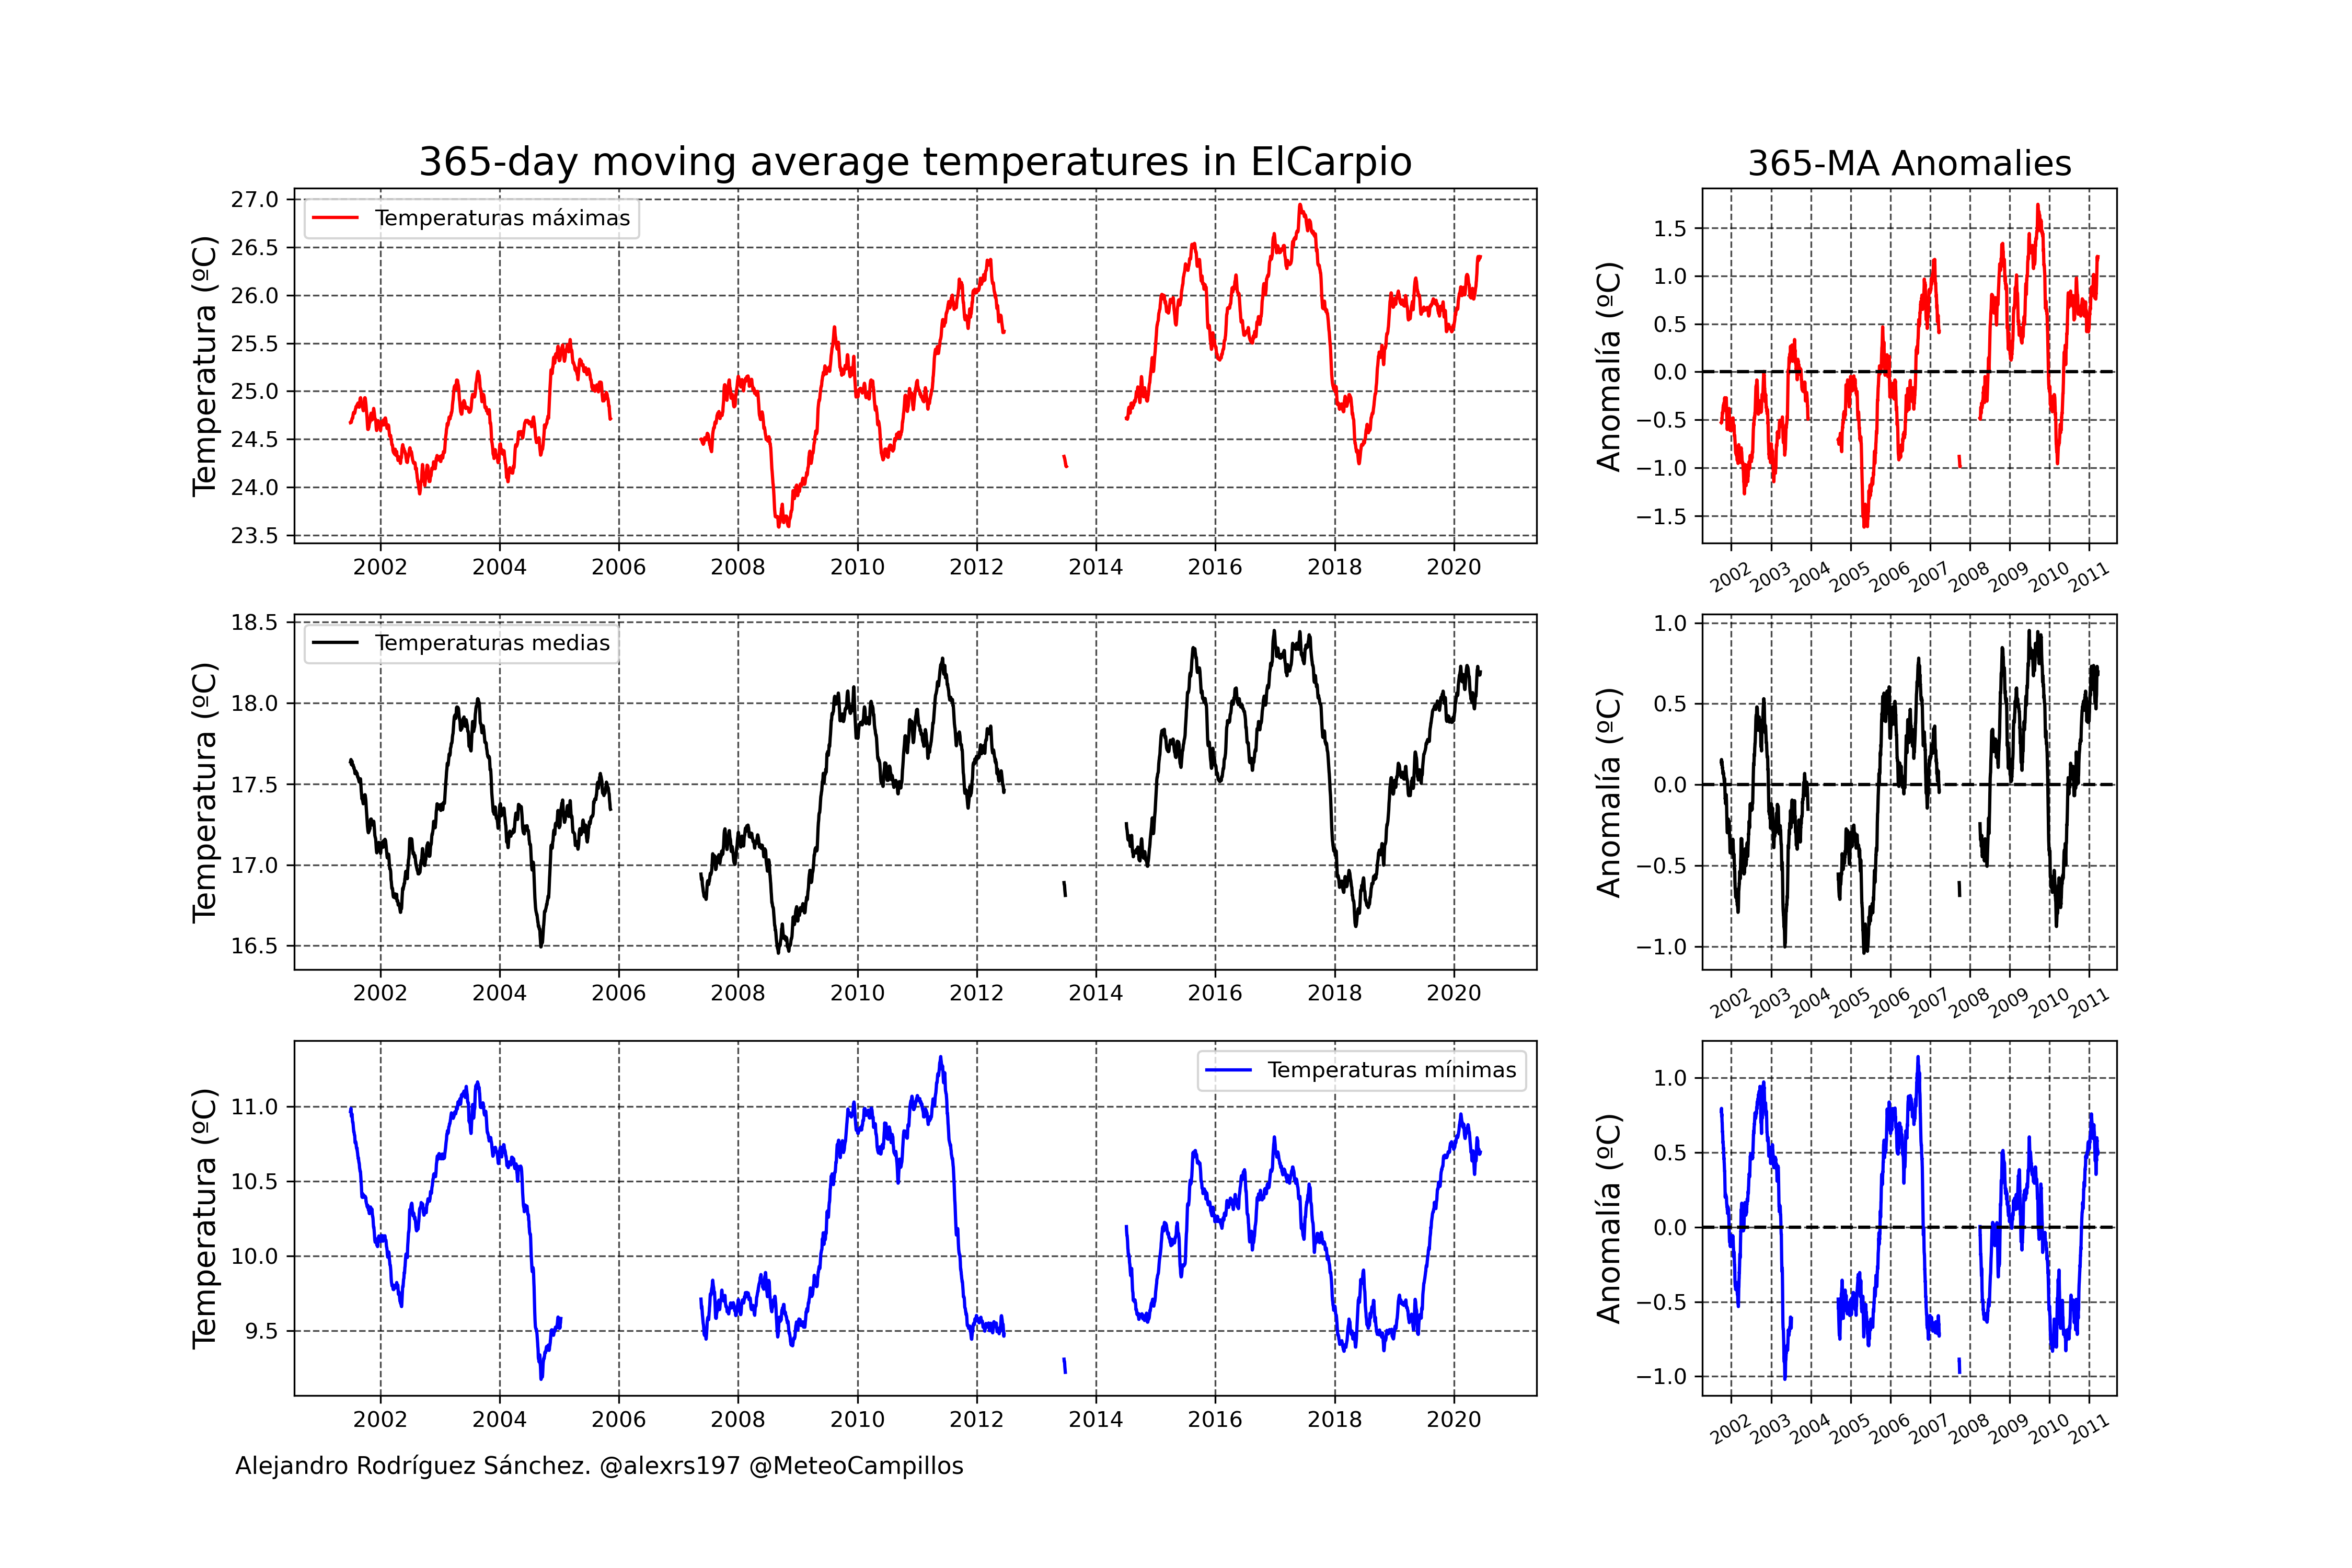 365-day moving average temperatures in ElCarpio
365-MA Anomalies
Temperatura (ºC)
27.0
26.5
26.0
25.5
25.0
24.5
24.0
23.5
Temperaturas máximas
2002 2004 2006 2008 2010 2012 2014 2016 2018 2020
Anomalía (ºC)
1.5
1.0
0.5
0.0
−0.5
−1.0
−1.5
2002 2003 2004 2005 2006 2007 2008 2009 2010 2011
Temperatura (ºC)
18.5
18.0
17.5
17.0
16.5
Temperaturas medias
2002 2004 2006 2008 2010 2012 2014 2016 2018 2020
Anomalía (ºC)
1.0
0.5
0.0
−0.5
−1.0
2002 2003 2004 2005 2006 2007 2008 2009 2010 2011
Temperatura (ºC)
11.0
10.5
10.0
9.5
Temperaturas mínimas
2002 2004 2006 2008 2010 2012 2014 2016 2018 2020
Anomalía (ºC)
1.0
0.5
0.0
−0.5
−1.0
2002 2003 2004 2005 2006 2007 2008 2009 2010 2011
Alejandro Rodríguez Sánchez. @alexrs197 @MeteoCampillos